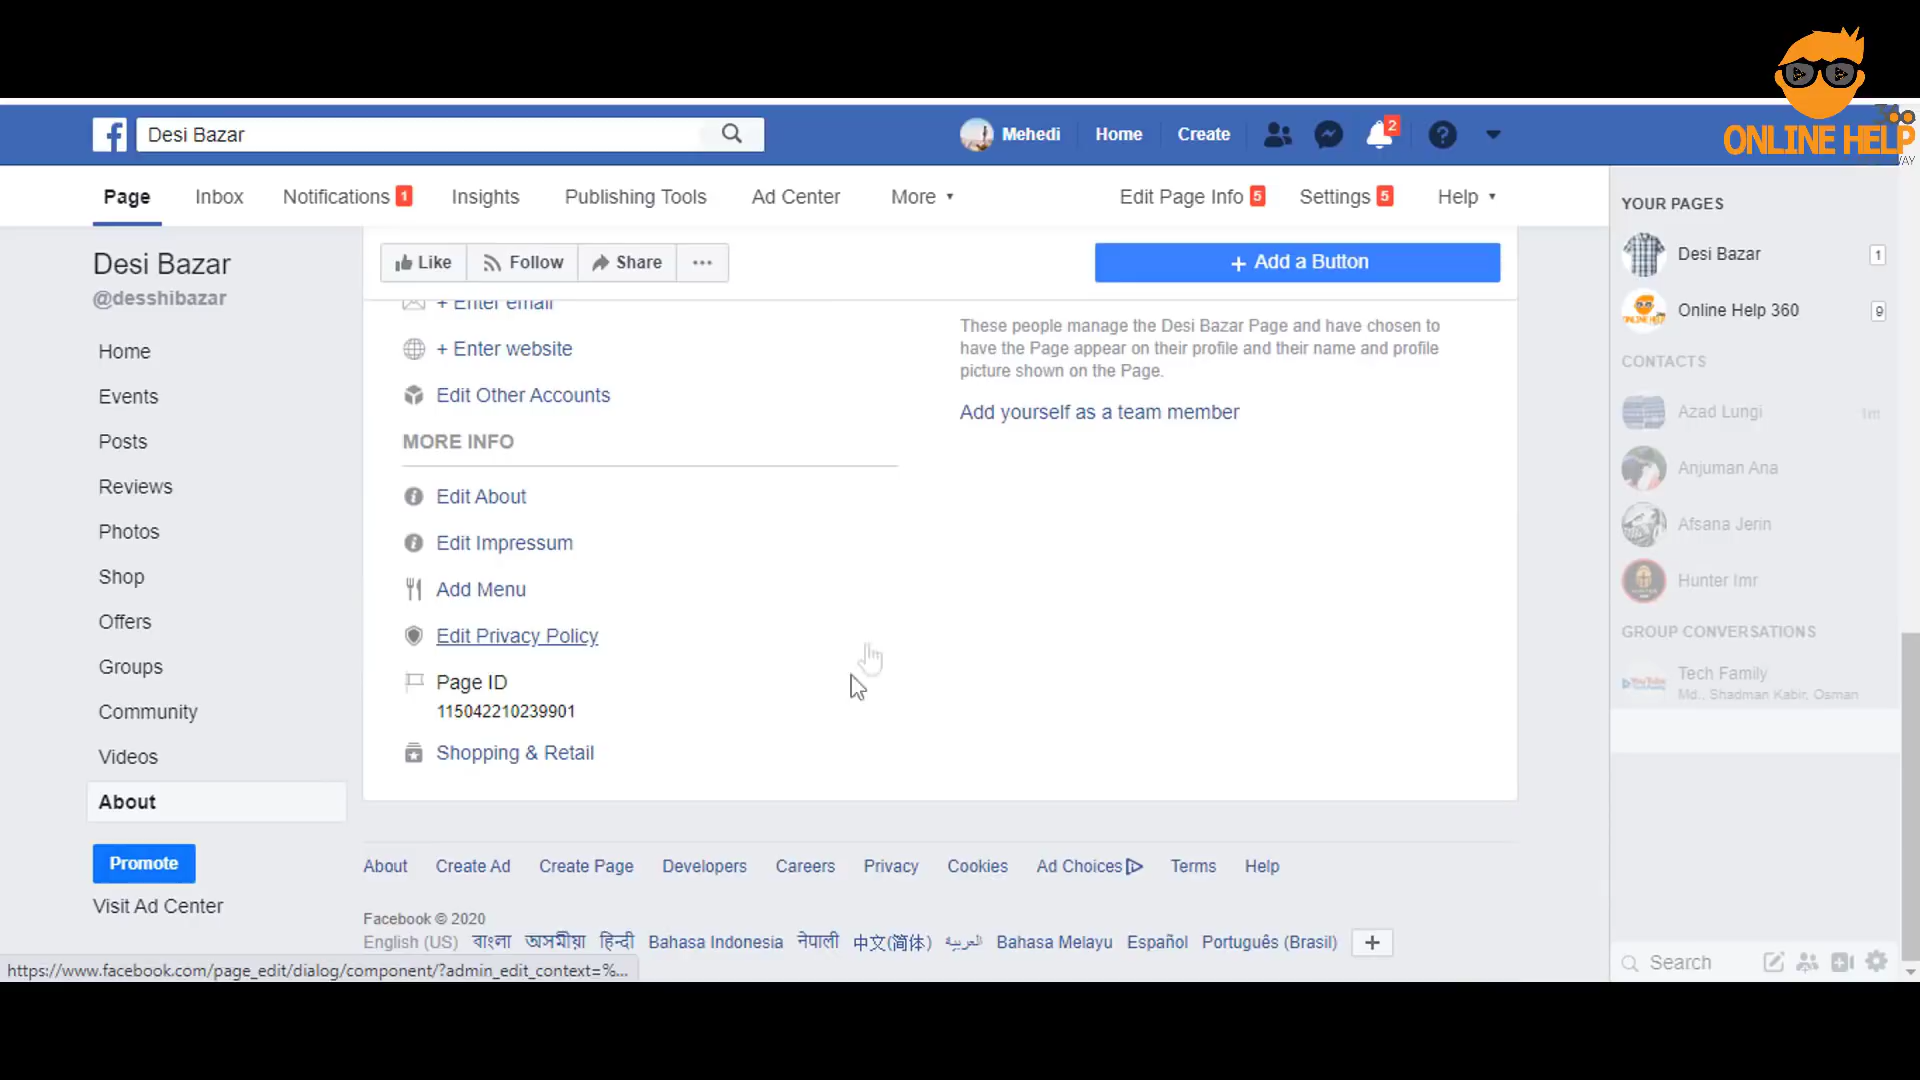 ONLINE HELP
Desi Bazar
Mehedi
Home
Create
2
Page
Inbox
Notifications 1
Insights
Publishing Tools
Ad Center
More
Edit Page Info 5
Settings 5
Help
Desi Bazar
@desshibazar
Home
Events
Posts
Reviews
Photos
Shop
Offers
Groups
Community
Videos
About
Promote
Visit Ad Center
Like
Follow
Share
+ Add a Button
+ Enter email
+ Enter website
Edit Other Accounts
MORE INFO
Edit About
Edit Impressum
Add Menu
Edit Privacy Policy
Page ID
115042210239901
Shopping & Retail
These people manage the Desi Bazar Page and have chosen to
have the Page appear on their profile and their name and profile
picture shown on the Page.
Add yourself as a team member
About Create Ad Create Page Developers Careers Privacy Cookies Ad Choices Terms Help
Facebook © 2020
English (US) বাংলা অসমীয়া हिन्दी Bahasa Indonesia नेपाली 中文(简体) العربية Bahasa Melayu Español Português (Brasil)
https://www.facebook.com/page_edit/dialog/component/?admin_edit_context=%...
YOUR PAGES
Desi Bazar 1
Online Help 360 9
CONTACTS
Azad Lungi 1m
Anjuman Ana
Afsana Jerin
Hunter Imr
GROUP CONVERSATIONS
Tech Family
Md., Shadman Kabir, Osman
Search